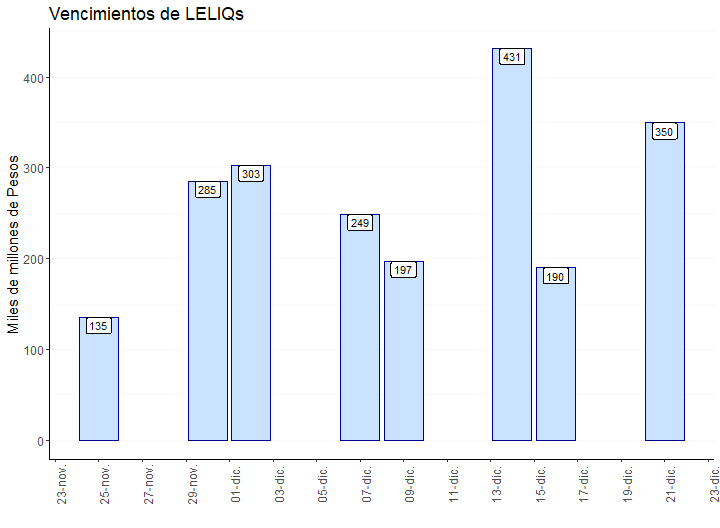 Vencimientos de LELIQs
Miles de millones de Pesos
400
300
200
100
0
135
285
303
249
197
431
190
350
23-nov.
25-nov.
27-nov.
29-nov.
01-dic.
03-dic.
05-dic.
07-dic.
09-dic.
11-dic.
13-dic.
15-dic.
17-dic.
19-dic.
21-dic.
23-dic.